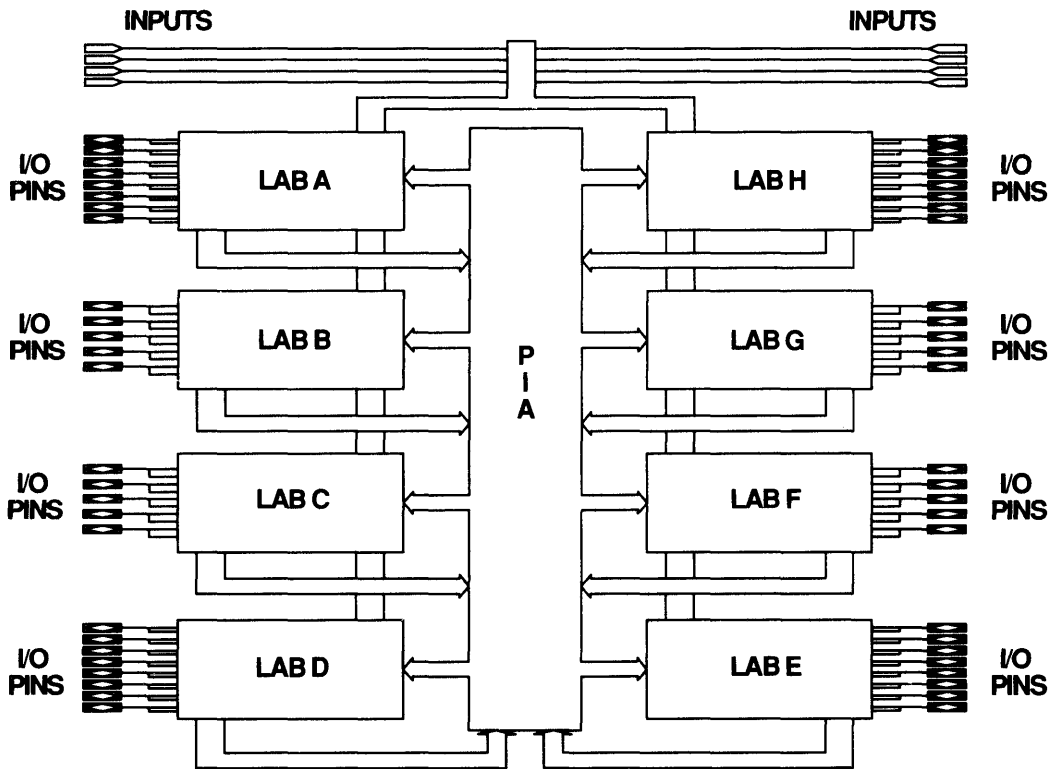 INPUTS
INPUTS
I/O
PINS
LAB A
LAB H
I/O
PINS
I/O
PINS
LAB B
LAB G
I/O
PINS
P
I
A
I/O
PINS
LAB C
LAB F
I/O
PINS
I/O
PINS
LAB D
LAB E
I/O
PINS